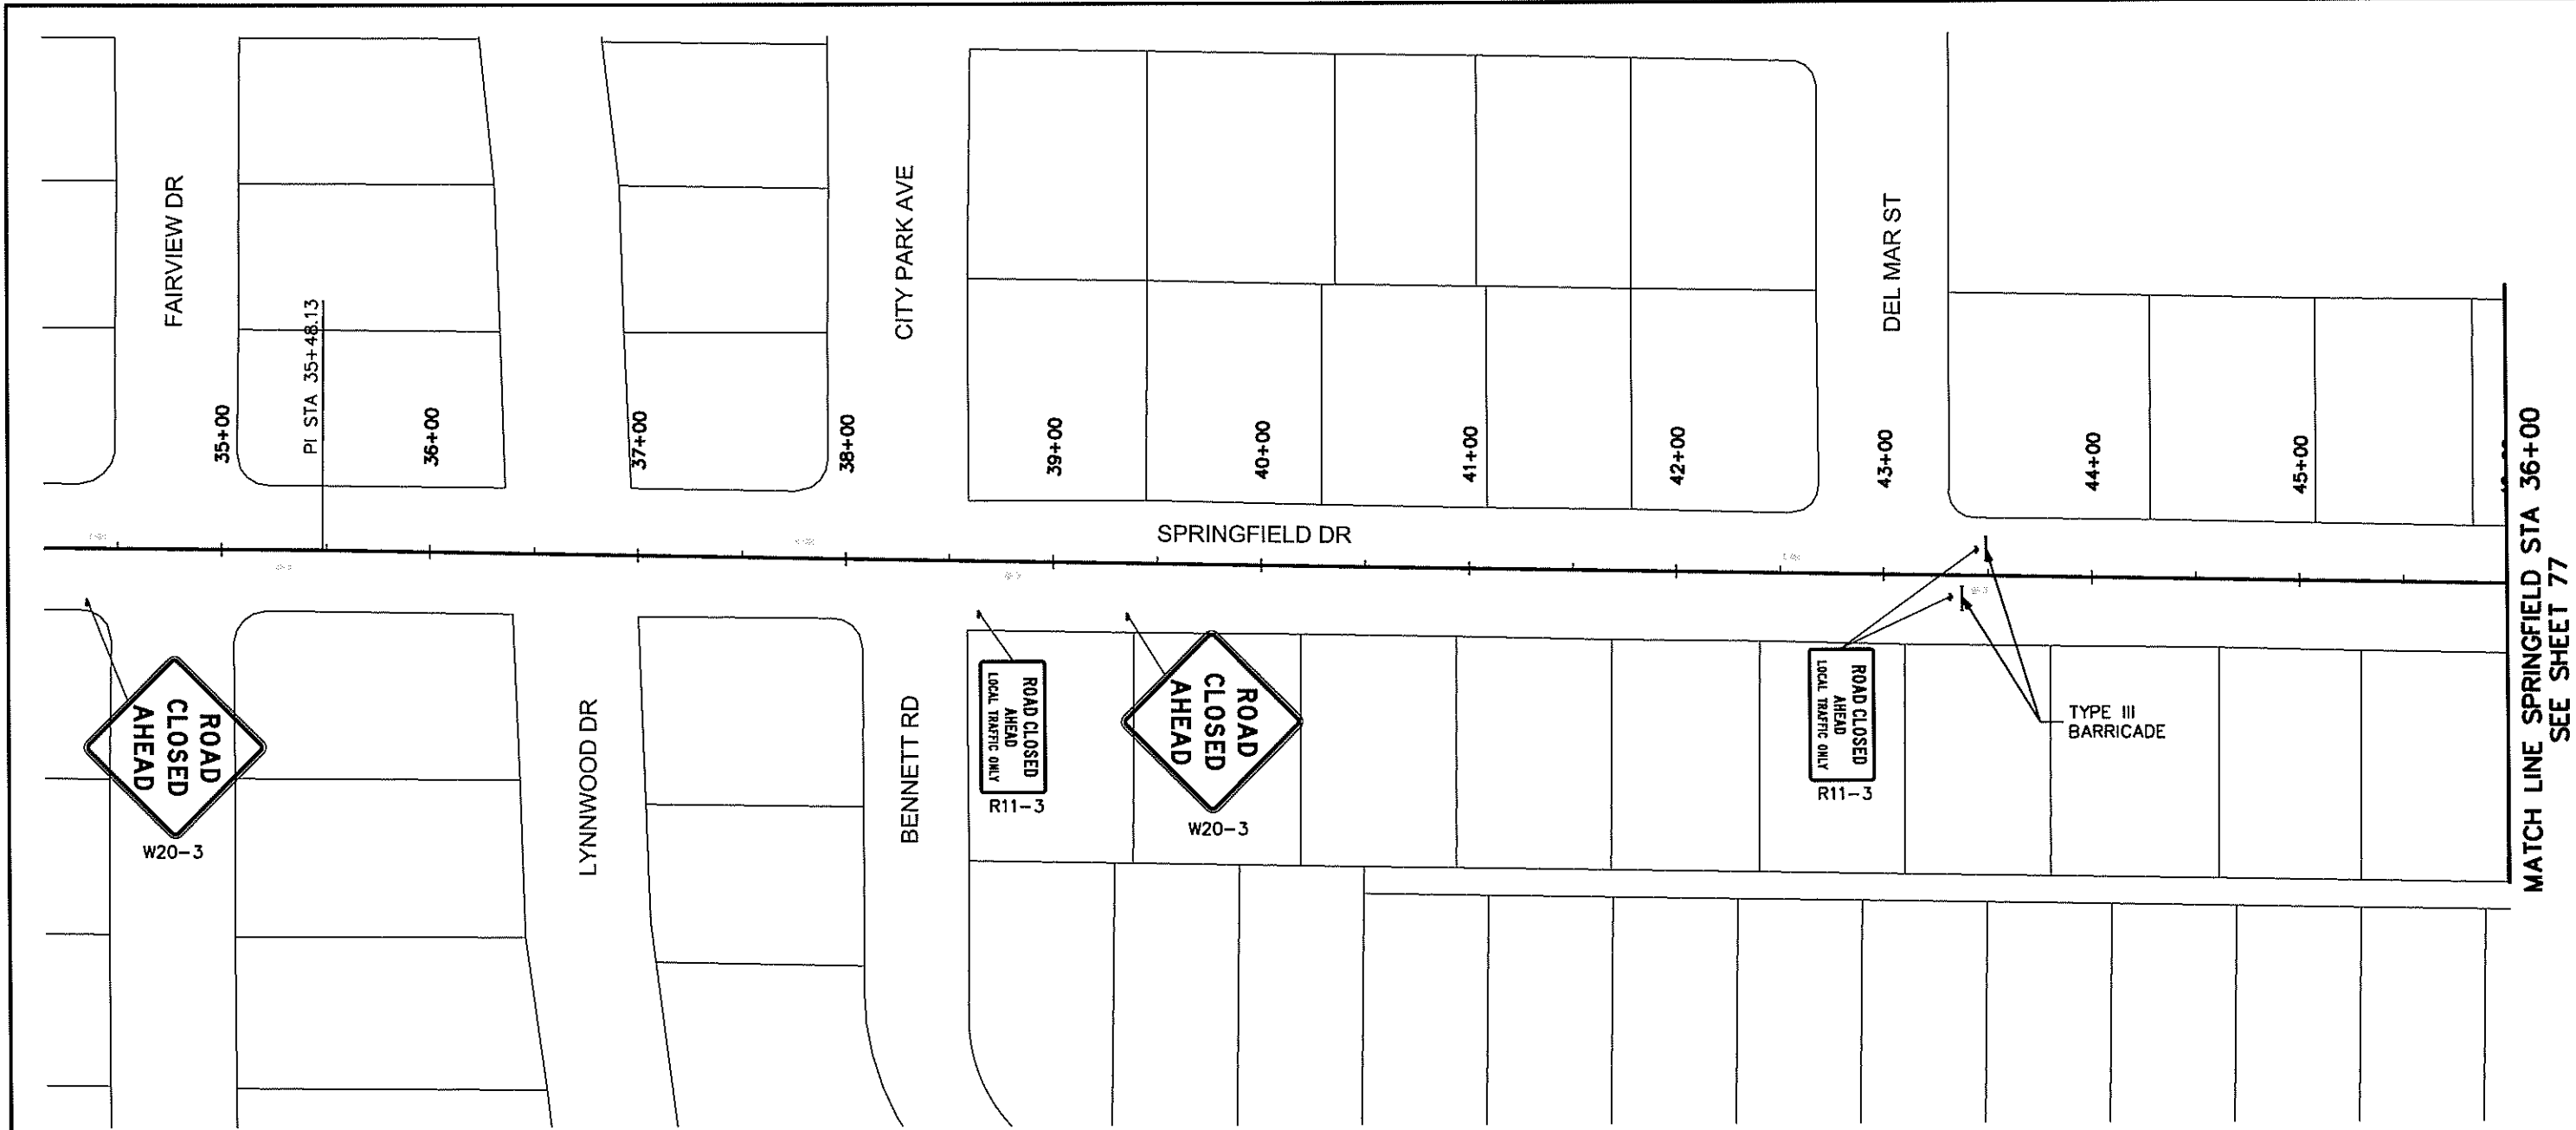 FAIRVIEW DR
CITY PARK AVE
DEL MAR ST
PI STA 35+48.13
35+00
36+00
37+00
38+00
39+00
40+00
41+00
42+00
43+00
44+00
45+00
SPRINGFIELD DR
ROAD
CLOSED
AHEAD
W20-3
LYNNWOOD DR
BENNETT RD
ROAD CLOSED
AHEAD
LOCAL TRAFFIC ONLY
R11-3
ROAD
CLOSED
AHEAD
W20-3
ROAD CLOSED
AHEAD
LOCAL TRAFFIC ONLY
R11-3
TYPE III
BARRICADE
MATCH LINE SPRINGFIELD STA 36+00
SEE SHEET 77